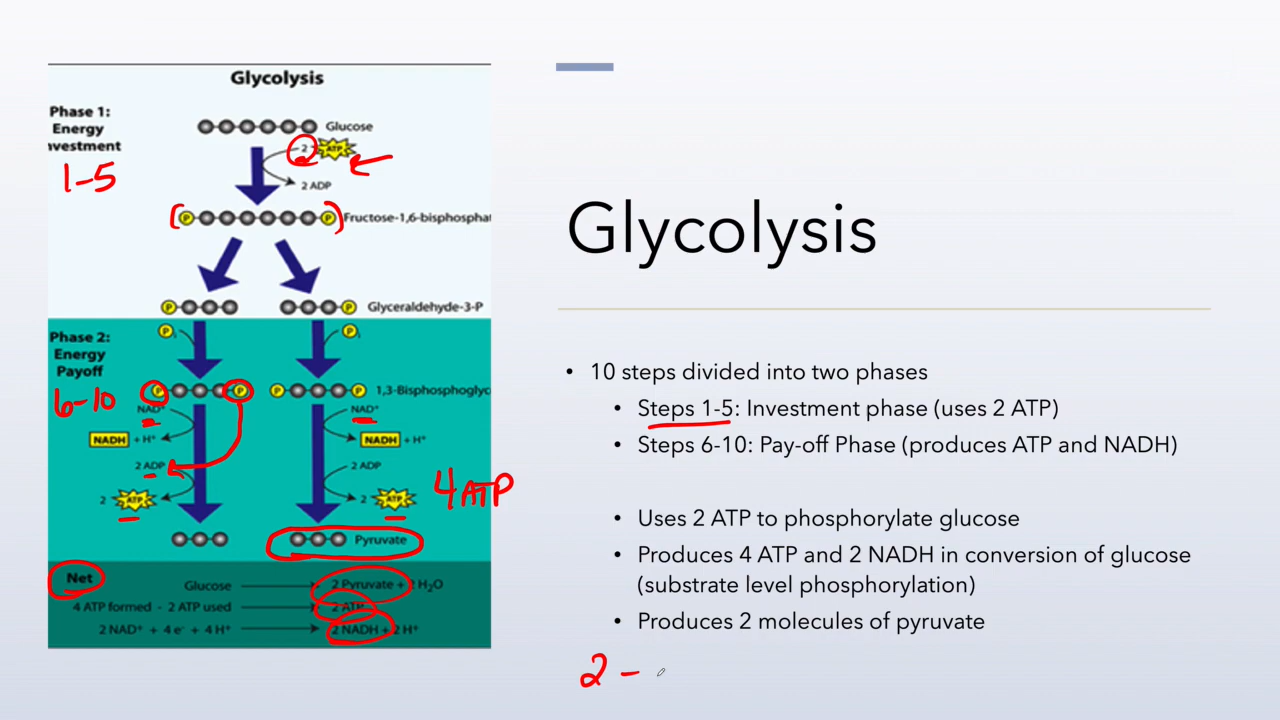 Glycolysis
Phase 1:
Energy
nvestment
1-5
Glucose
2 ATP
2 ADP
P P Fructose-1,6-bisphosphat
P P Glyceraldehyde-3-P
Phase 2:
Energy
Payoff
6-10
P P
P P P P 1,3-Bisphosphoglyc
NAD+ NAD+
NADH + H+ NADH + H+
2 ADP 2 ADP
2 ATP 2 ATP
4 ATP
Pyruvate
Net
Glucose 2 Pyruvate + 2 H₂O
4 ATP formed - 2 ATP used 2 ATP
2 NAD+ + 4 e- + 4 H+ 2 NADH + 2 H+
Glycolysis
• 10 steps divided into two phases
• Steps 1-5: Investment phase (uses 2 ATP)
• Steps 6-10: Pay-off Phase (produces ATP and NADH)
• Uses 2 ATP to phosphorylate glucose
• Produces 4 ATP and 2 NADH in conversion of glucose
(substrate level phosphorylation)
• Produces 2 molecules of pyruvate
2 -